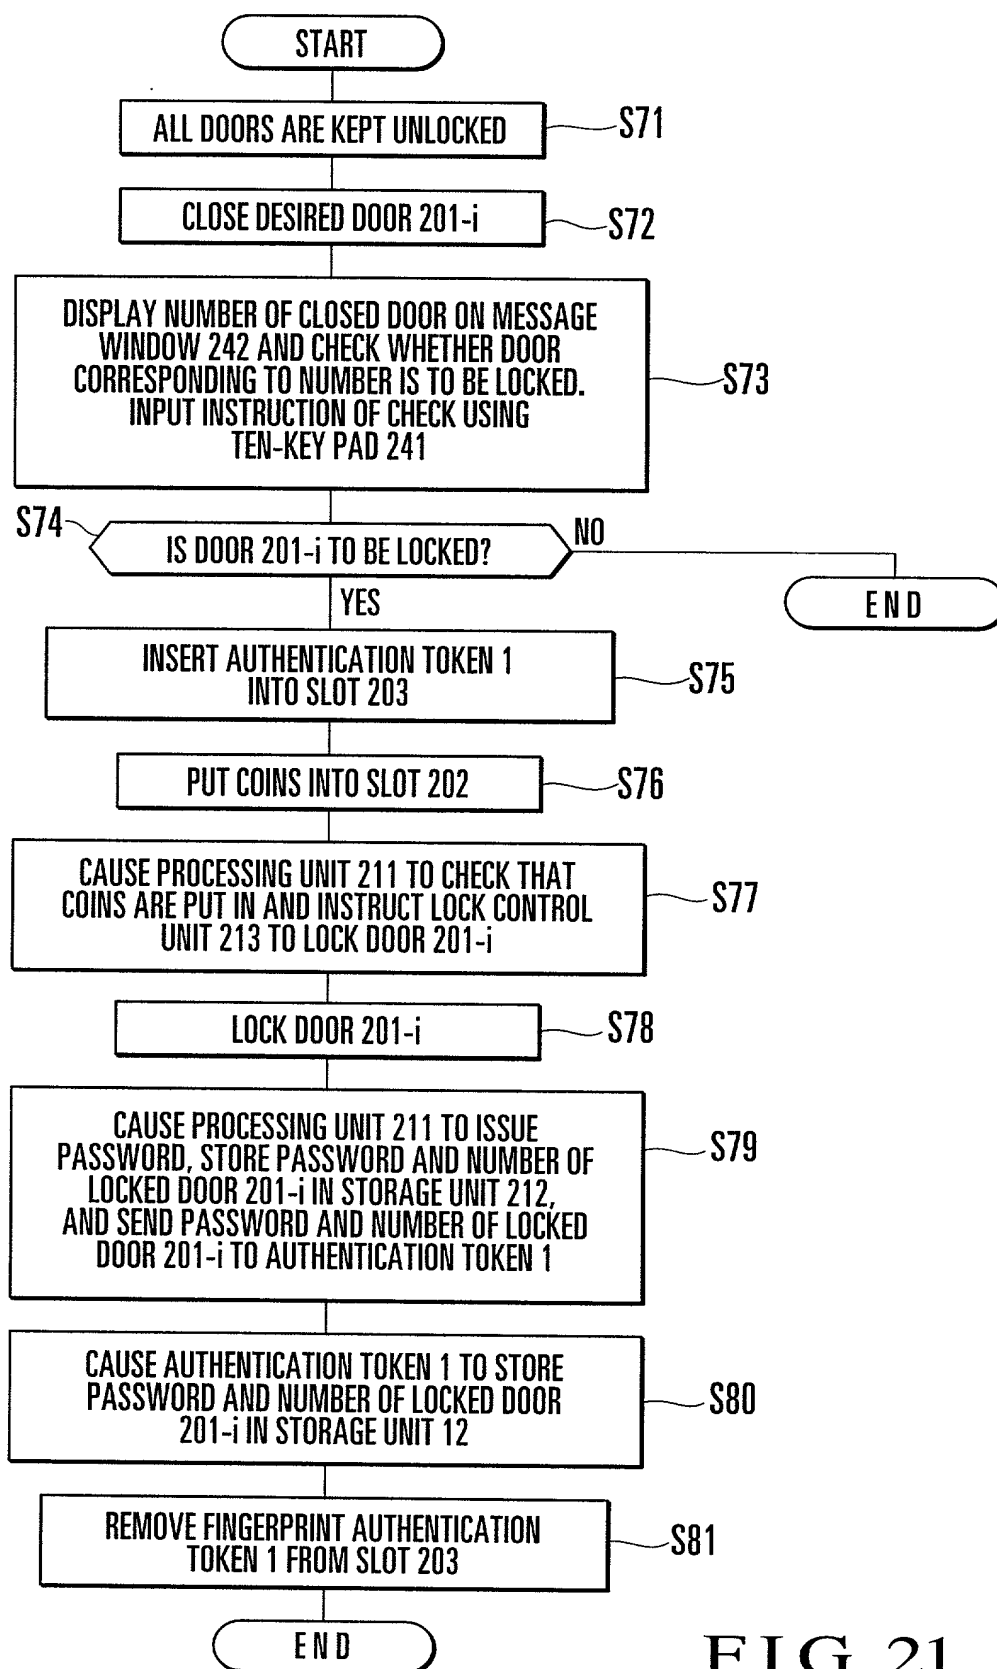 START
ALL DOORS ARE KEPT UNLOCKED
S71
CLOSE DESIRED DOOR 201-i
S72
DISPLAY NUMBER OF CLOSED DOOR ON MESSAGE
WINDOW 242 AND CHECK WHETHER DOOR
CORRESPONDING TO NUMBER IS TO BE LOCKED.
INPUT INSTRUCTION OF CHECK USING
TEN-KEY PAD 241
S73
S74
IS DOOR 201-i TO BE LOCKED?
NO
END
YES
INSERT AUTHENTICATION TOKEN 1
INTO SLOT 203
S75
PUT COINS INTO SLOT 202
S76
CAUSE PROCESSING UNIT 211 TO CHECK THAT
COINS ARE PUT IN AND INSTRUCT LOCK CONTROL
UNIT 213 TO LOCK DOOR 201-i
S77
LOCK DOOR 201-i
S78
CAUSE PROCESSING UNIT 211 TO ISSUE
PASSWORD, STORE PASSWORD AND NUMBER OF
LOCKED DOOR 201-i IN STORAGE UNIT 212,
AND SEND PASSWORD AND NUMBER OF LOCKED
DOOR 201-i TO AUTHENTICATION TOKEN 1
S79
CAUSE AUTHENTICATION TOKEN 1 TO STORE
PASSWORD AND NUMBER OF LOCKED DOOR
201-i IN STORAGE UNIT 12
S80
REMOVE FINGERPRINT AUTHENTICATION
TOKEN 1 FROM SLOT 203
S81
END
FIG. 21